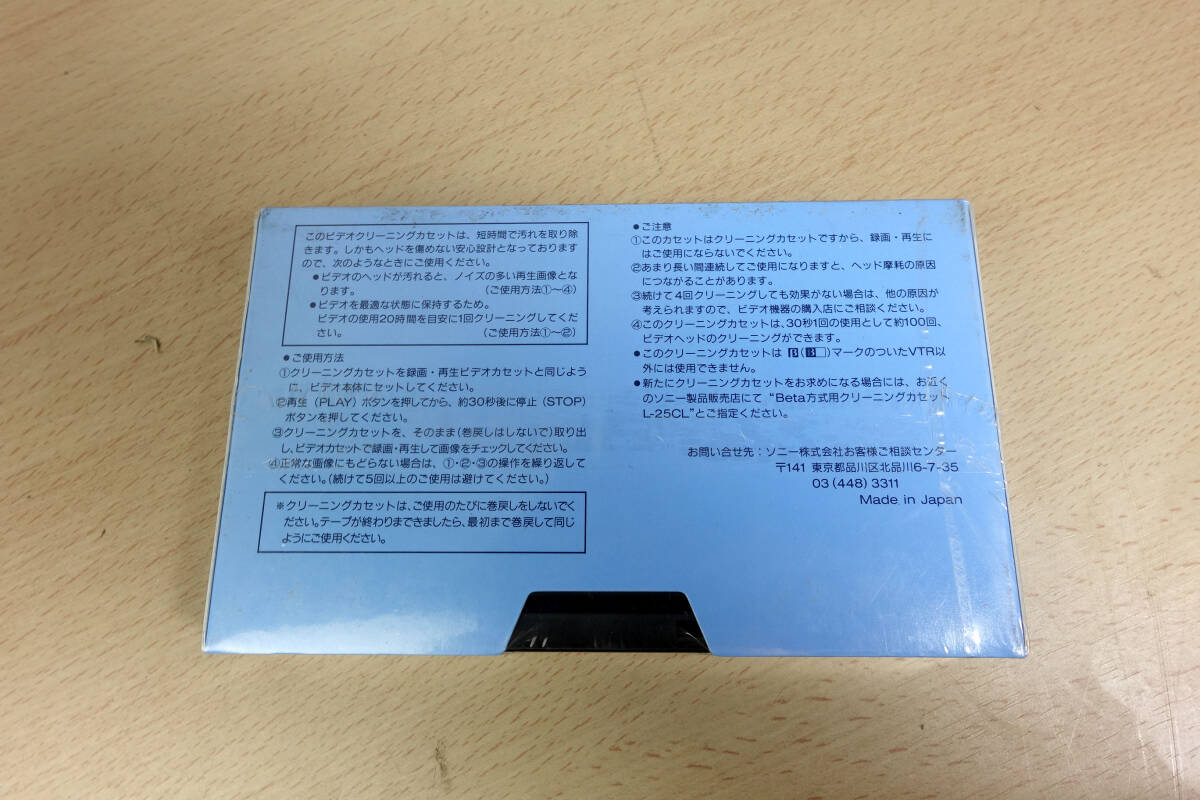 このビデオクリーニングカセットは、短時間で汚れを取り除
きます。しかもヘッドを傷めない安心設計となっております
ので、次のようなときにご使用ください。
●ビデオのヘッドが汚れると、ノイズの多い再生画像とな
ります。 (ご使用方法①〜④)
●ビデオを最適な状態に保持するため。
ビデオの使用20時間を目安に1回クリーニングしてくだ
さい。 (ご使用方法①〜②)
●ご使用方法
①クリーニングカセットを録画・再生ビデオカセットと同じよう
に、ビデオ本体にセットしてください。
②再生(PLAY)ボタンを押してから、約30秒後に停止(STOP)
ボタンを押してください。
③クリーニングカセットを、そのまま(巻戻しはしないで)取り出
し、ビデオカセットで録画・再生して画像をチェックしてください。
④正常な画像にもどらない場合は、①・②・③の操作を繰り返して
ください。(続けて5回以上のご使用は避けてください。)
※クリーニングカセットは、ご使用のたびに巻戻しをしないでく
ださい。テープが終わりまできましたら、最初まで巻戻して同じ
ようにご使用ください。
●ご注意
①このカセットはクリーニングカセットですから、録画・再生に
はご使用にならないでください。
②あまり長い間連続してご使用になりますと、ヘッド摩耗の原因
につながることがあります。
③続けて4回クリーニングしても効果がない場合は、他の原因が
考えられますので、ビデオ機器の購入店にご相談ください。
④このクリーニングカセットは、30秒1回の使用として約100回、
ビデオヘッドのクリーニングができます。
●このクリーニングカセットは β(β)マークのついたVTR以
外には使用できません。
●新たにクリーニングカセットをお求めになる場合には、お近く
のソニー製品販売店にて “Beta方式用クリーニングカセット
L-25CL”とご指定ください。
お問い合せ先:ソニー株式会社お客様ご相談センター
〒141 東京都品川区北品川6-7-35
03(448)3311
Made in Japan